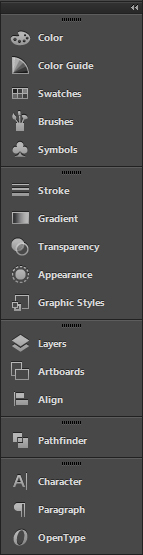 Color
Color Guide
Swatches
Brushes
Symbols
Stroke
Gradient
Transparency
Appearance
Graphic Styles
Layers
Artboards
Align
Pathfinder
Character
Paragraph
OpenType